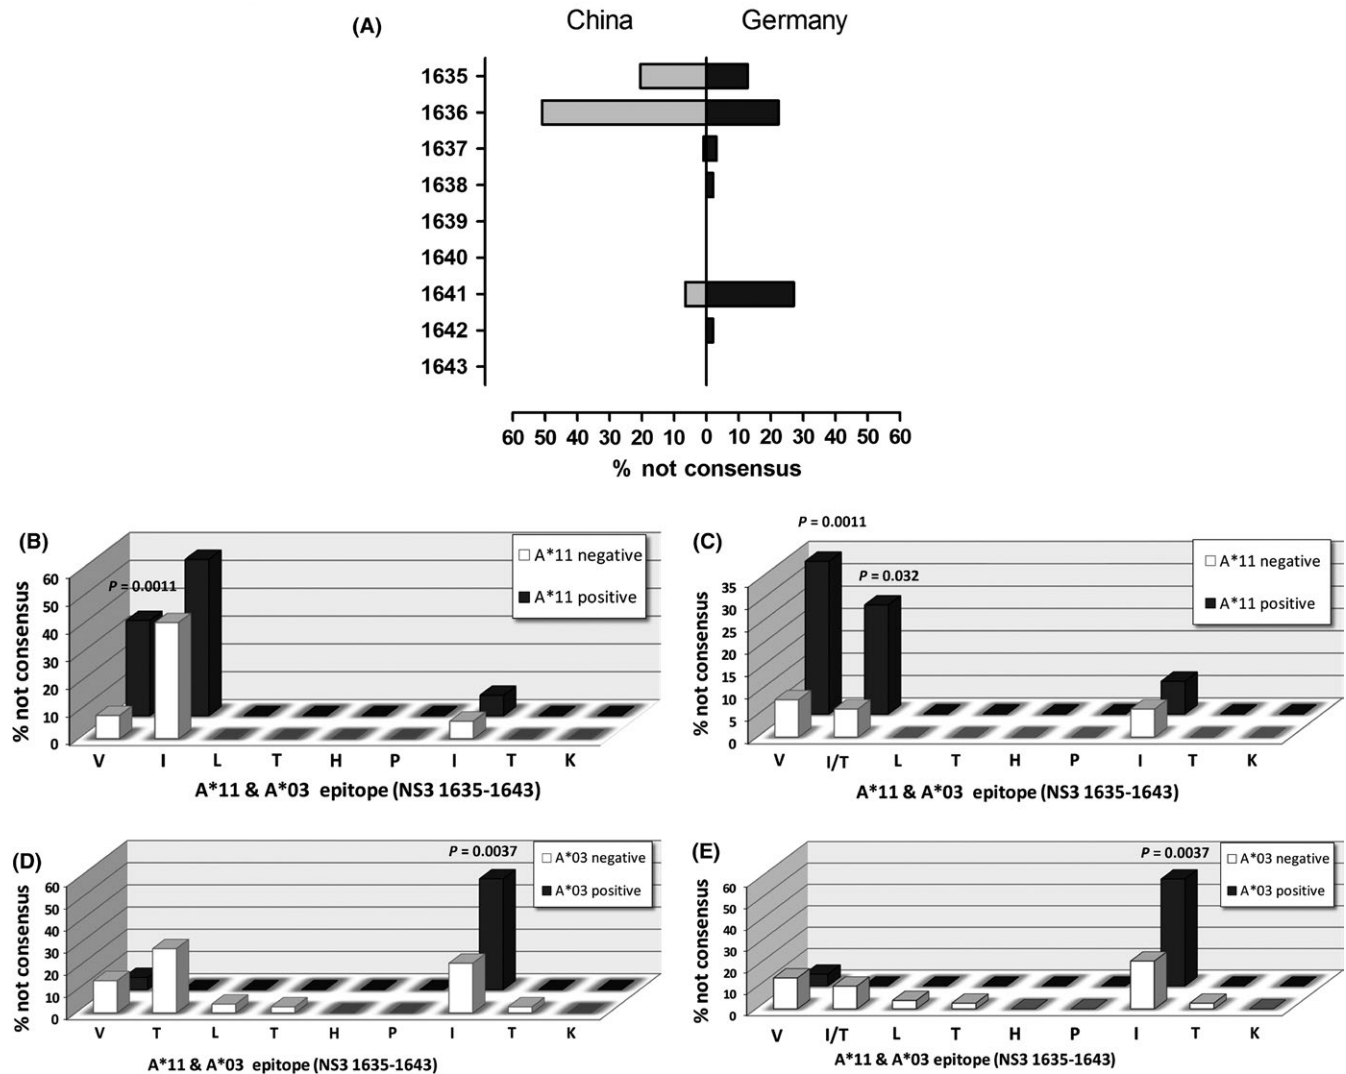 (A)
China Germany
1635
1636
1637
1638
1639
1640
1641
1642
1643
60 50 40 30 20 10 0 10 20 30 40 50 60
% not consensus
(B)
P = 0.0011
A*11 negative
A*11 positive
% not consensus
60
50
40
30
20
10
0
V I L T H P I T K
A*11 & A*03 epitope (NS3 1635-1643)
(C)
P = 0.0011
P = 0.032
A*11 negative
A*11 positive
% not consensus
35
30
25
20
15
10
5
0
V I/T L T H P I T K
A*11 & A*03 epitope (NS3 1635-1643)
(D)
P = 0.0037
A*03 negative
A*03 positive
% not consensus
60
50
40
30
20
10
0
V T L T H P I T K
A*11 & A*03 epitope (NS3 1635-1643)
(E)
P = 0.0037
A*03 negative
A*03 positive
% not consensus
60
50
40
30
20
10
0
V I/T L T H P I T K
A*11 & A*03 epitope (NS3 1635-1643)